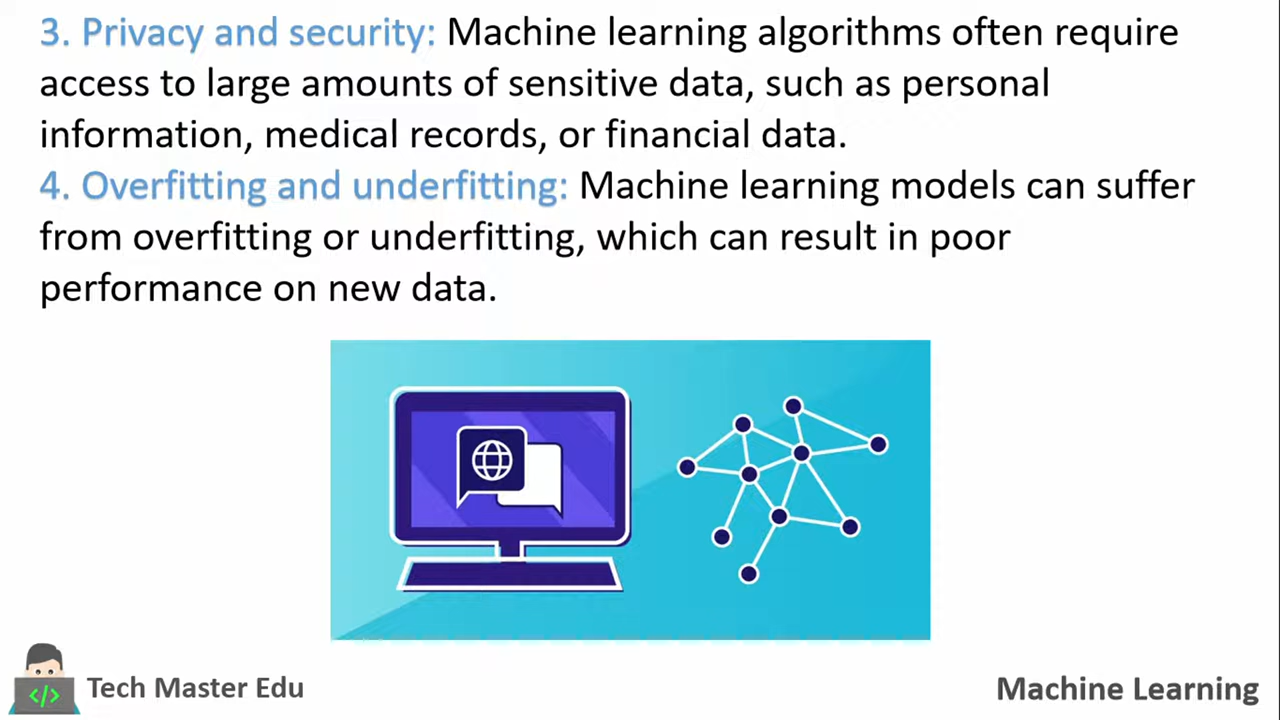 3. Privacy and security: Machine learning algorithms often require
access to large amounts of sensitive data, such as personal
information, medical records, or financial data.
4. Overfitting and underfitting: Machine learning models can suffer
from overfitting or underfitting, which can result in poor
performance on new data.
</>
Tech Master Edu
Machine Learning